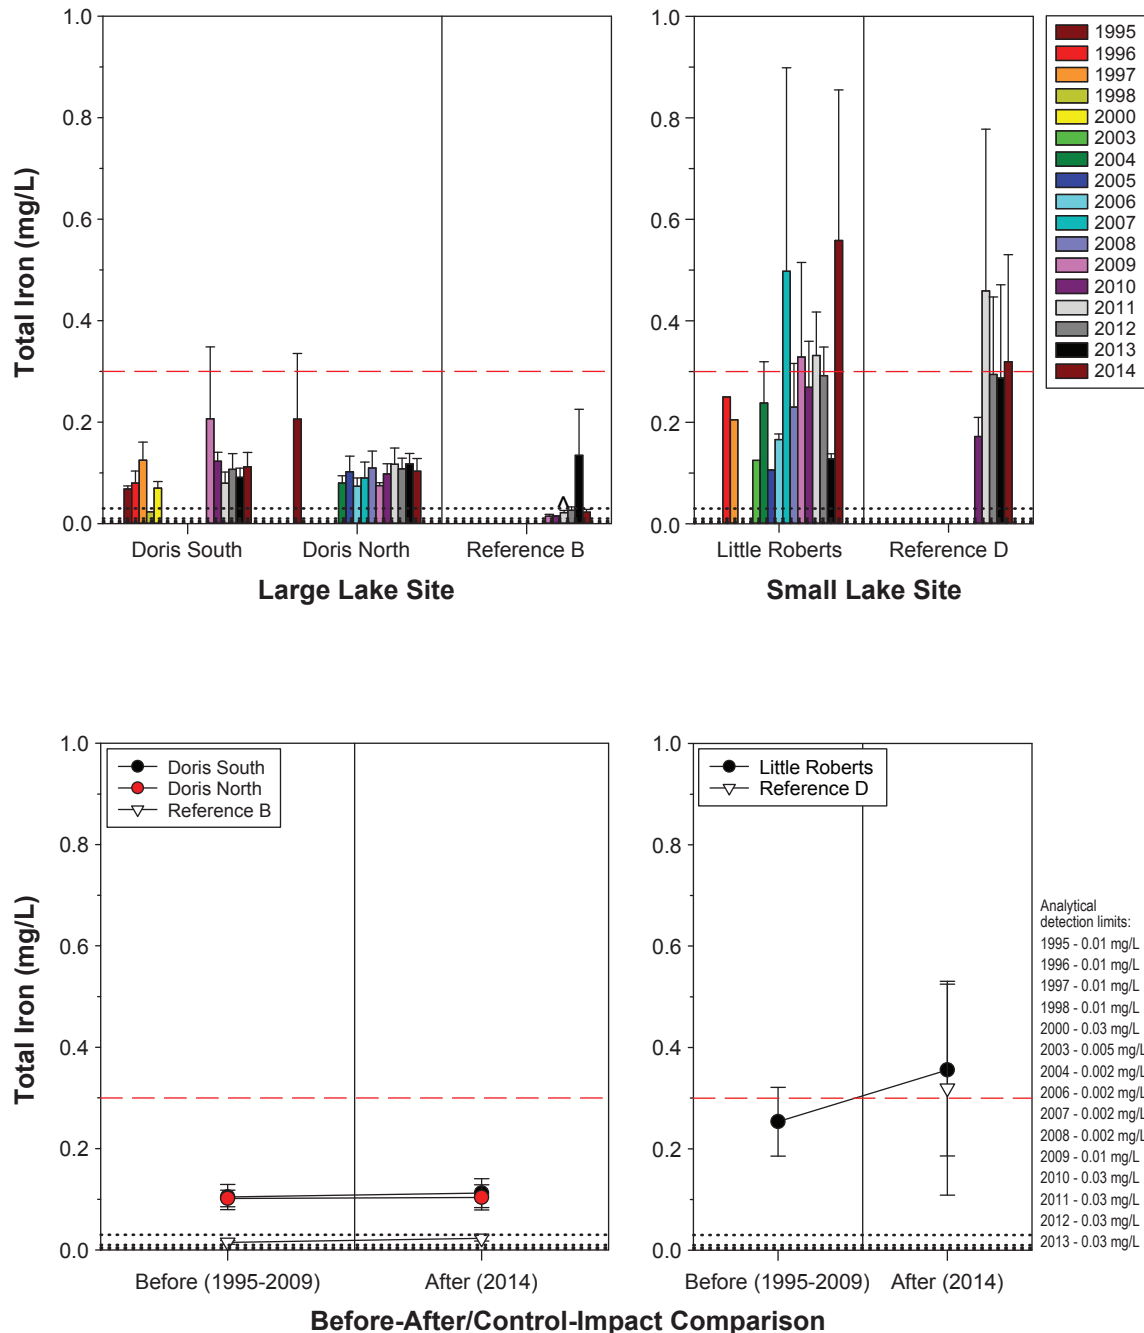 Total Iron (mg/L)
1.0
0.8
0.6
0.4
0.2
0.0
Doris South
Doris North
Reference B
Large Lake Site
1.0
0.8
0.6
0.4
0.2
0.0
Little Roberts
Reference D
Small Lake Site
1995
1996
1997
1998
2000
2003
2004
2005
2006
2007
2008
2009
2010
2011
2012
2013
2014
Total Iron (mg/L)
1.0
0.8
0.6
0.4
0.2
0.0
Doris South
Doris North
Reference B
Before (1995-2009)
After (2014)
1.0
0.8
0.6
0.4
0.2
0.0
Little Roberts
Reference D
Before (1995-2009)
After (2014)
Analytical
detection limits:
1995 - 0.01 mg/L
1996 - 0.01 mg/L
1997 - 0.01 mg/L
1998 - 0.01 mg/L
2000 - 0.03 mg/L
2003 - 0.005 mg/L
2004 - 0.002 mg/L
2006 - 0.002 mg/L
2007 - 0.002 mg/L
2008 - 0.002 mg/L
2009 - 0.01 mg/L
2010 - 0.03 mg/L
2011 - 0.03 mg/L
2012 - 0.03 mg/L
2013 - 0.03 mg/L
Before-After/Control-Impact Comparison